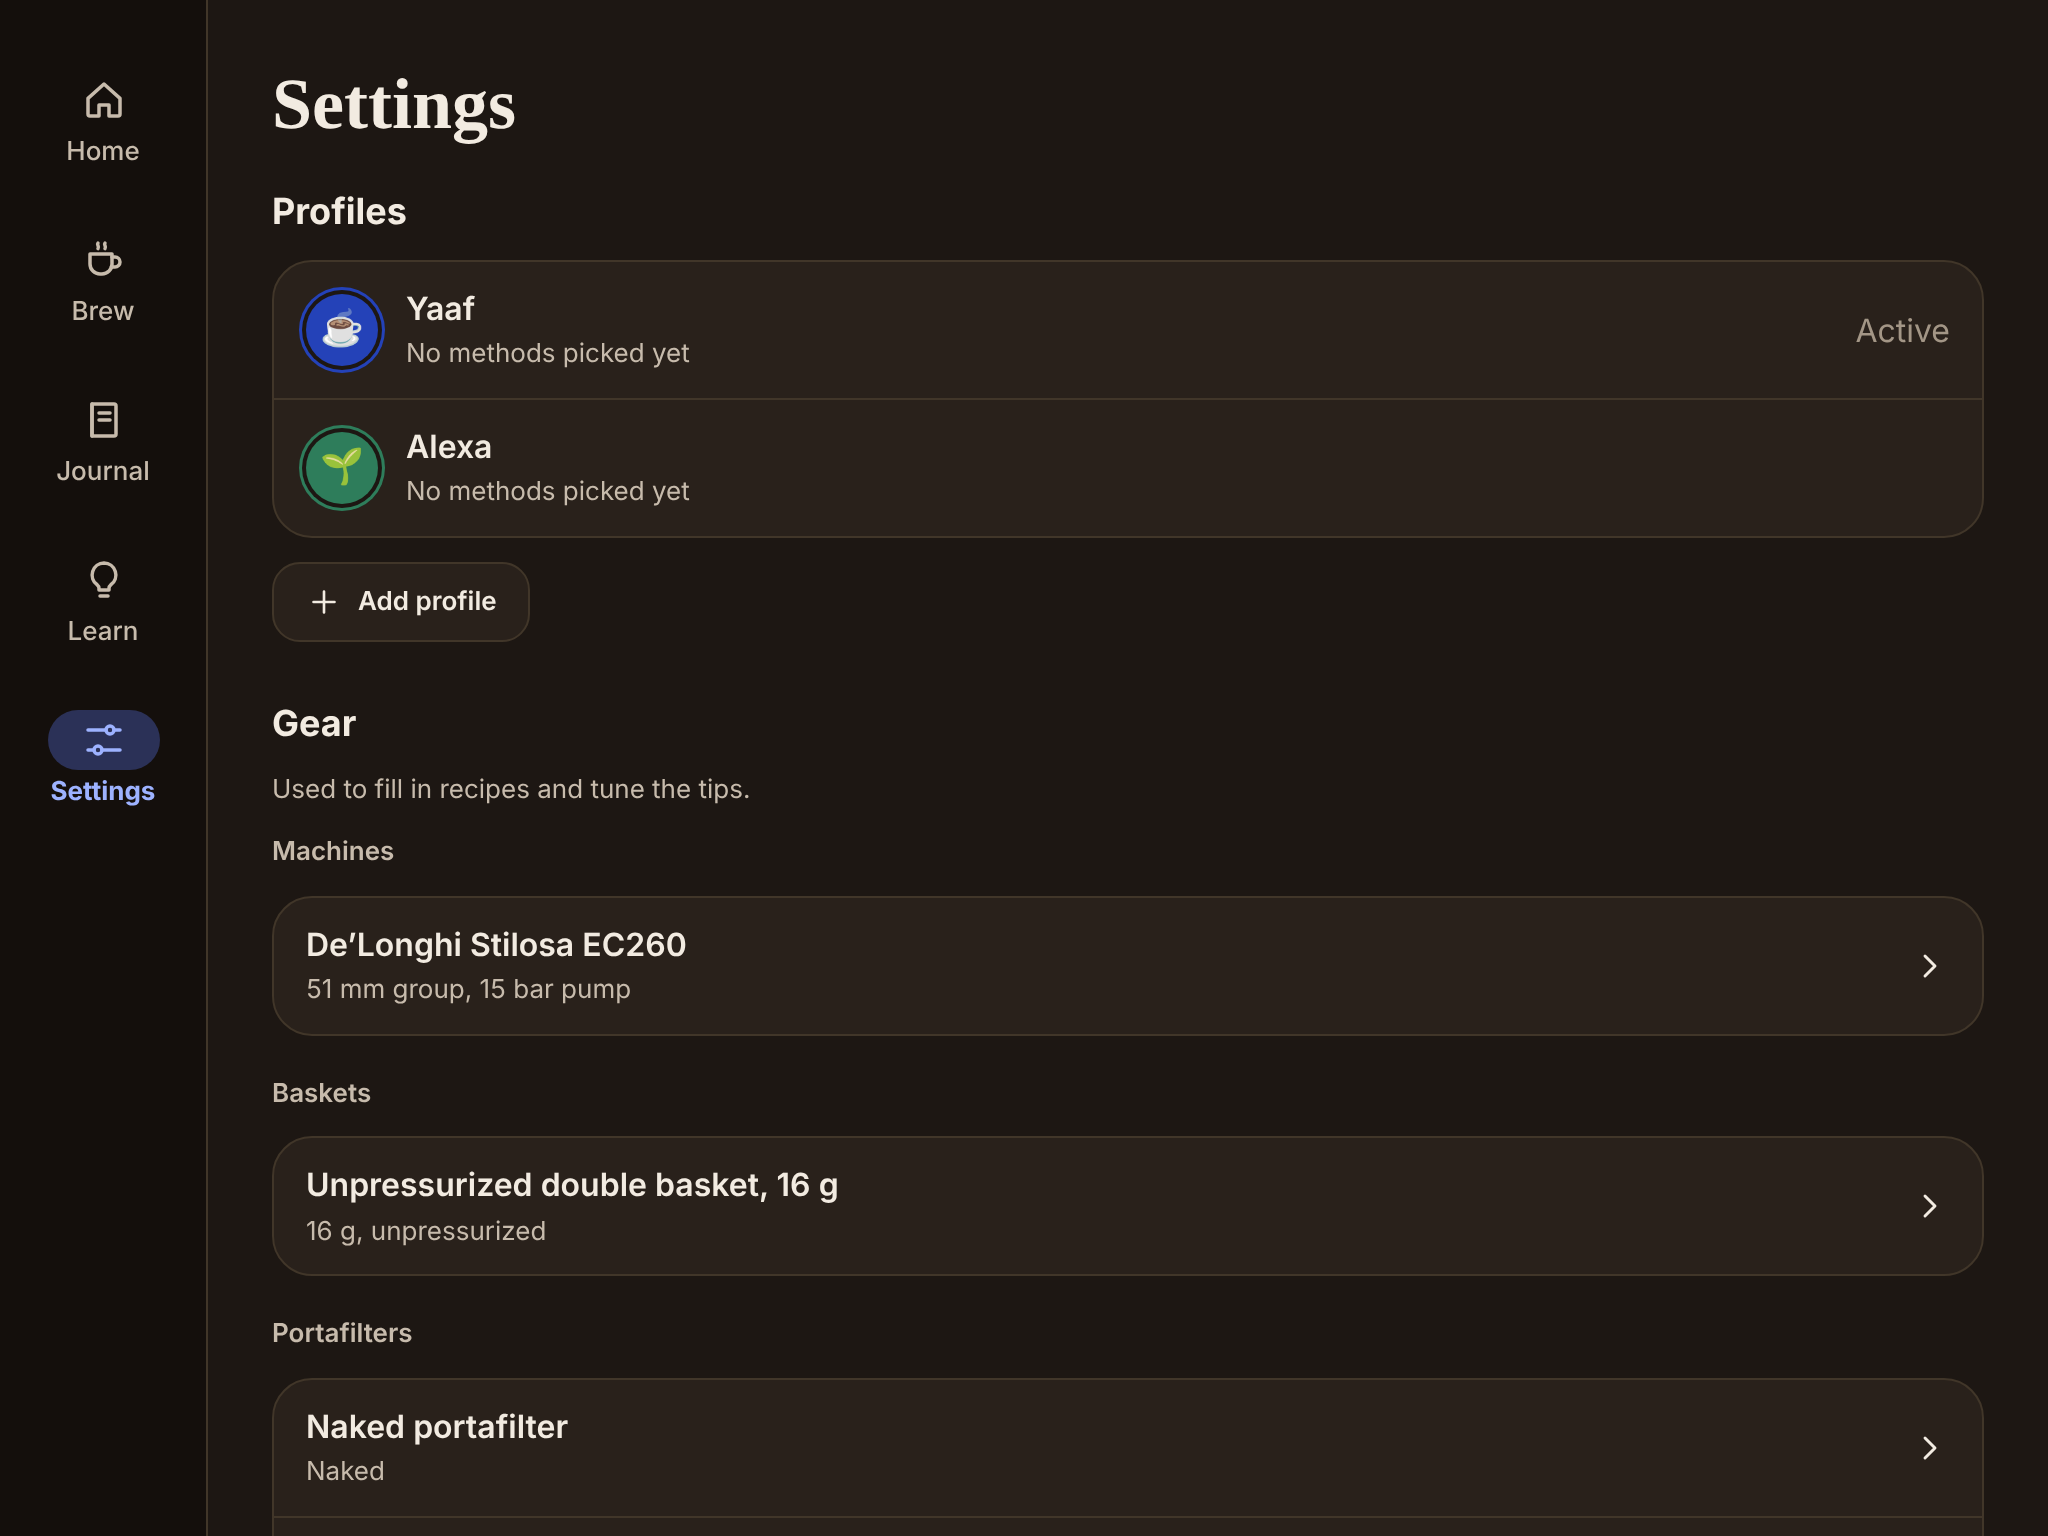 Home
Brew
Journal
Learn
Settings
Settings
Profiles
Yaaf
No methods picked yet
Active
Alexa
No methods picked yet
Add profile
Gear
Used to fill in recipes and tune the tips.
Machines
De’Longhi Stilosa EC260
51 mm group, 15 bar pump
Baskets
Unpressurized double basket, 16 g
16 g, unpressurized
Portafilters
Naked portafilter
Naked